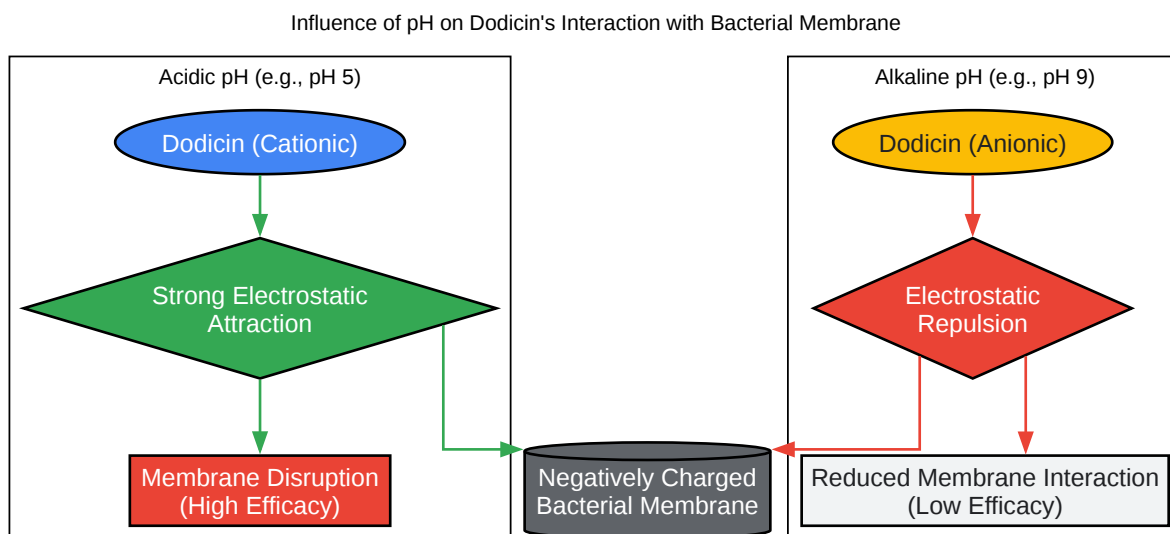 Influence of pH on Dodicin's Interaction with Bacterial Membrane
Acidic pH (e.g., pH 5)
Dodicin (Cationic)
Strong Electrostatic
Attraction
Membrane Disruption
(High Efficacy)
Negatively Charged
Bacterial Membrane
Alkaline pH (e.g., pH 9)
Dodicin (Anionic)
Electrostatic
Repulsion
Reduced Membrane Interaction
(Low Efficacy)